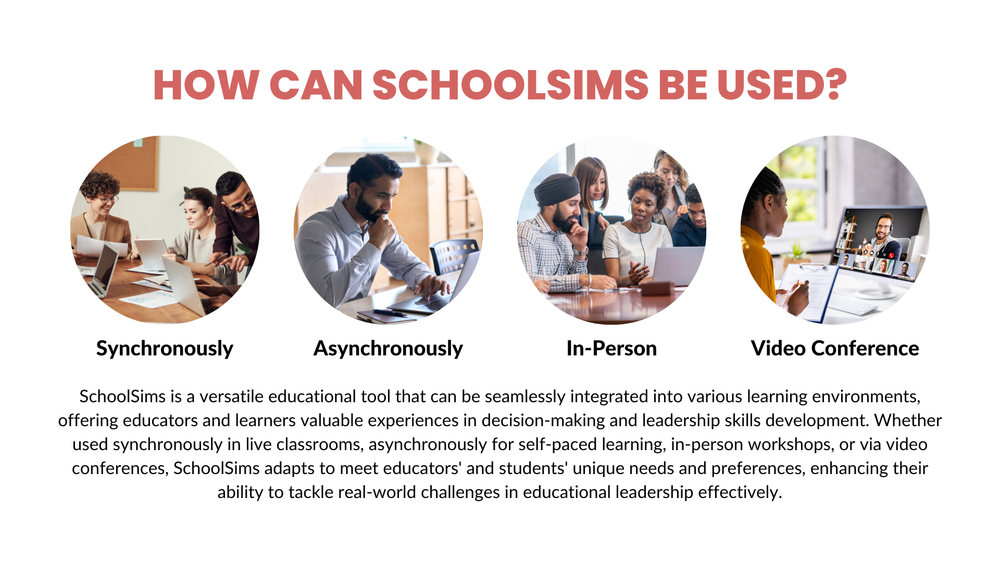 HOW CAN SCHOOLSIMS BE USED?
Synchronously
Asynchronously
In-Person
Video Conference
SchoolSims is a versatile educational tool that can be seamlessly integrated into various learning environments,
offering educators and learners valuable experiences in decision-making and leadership skills development. Whether
used synchronously in live classrooms, asynchronously for self-paced learning, in-person workshops, or via video
conferences, SchoolSims adapts to meet educators' and students' unique needs and preferences, enhancing their
ability to tackle real-world challenges in educational leadership effectively.